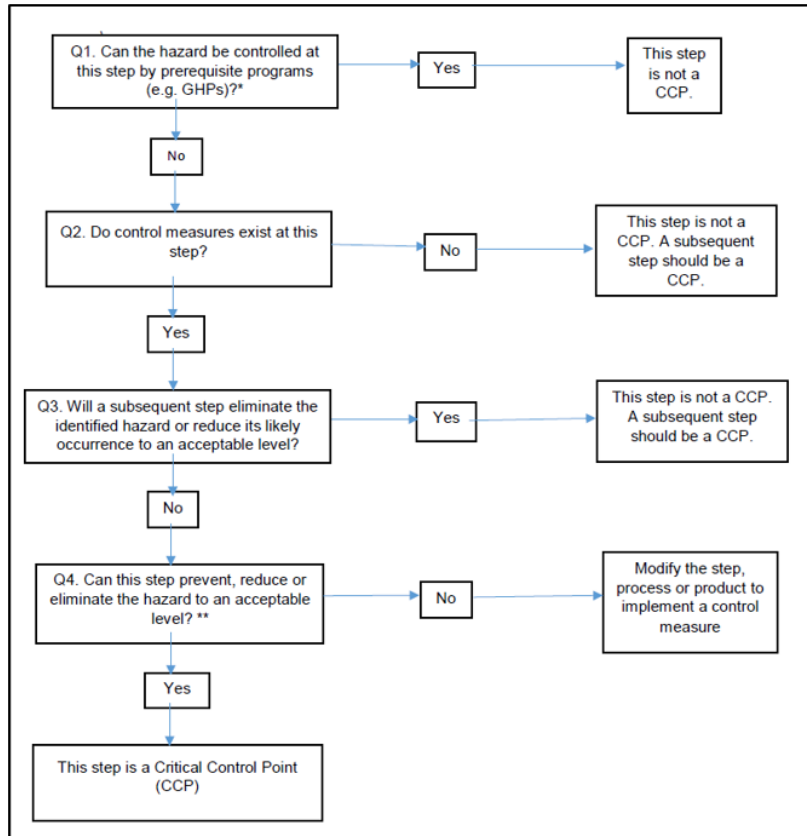 Q1. Can the hazard be controlled at
this step by prerequisite programs
(e.g. GHPs)?*
Yes
This step
is not a
CCP.
No
Q2. Do control measures exist at this
step?
No
This step is not a
CCP. A subsequent
step should be a
CCP.
Yes
Q3. Will a subsequent step eliminate the
identified hazard or reduce its likely
occurrence to an acceptable level?
Yes
This step is not a CCP.
A subsequent step
should be a CCP.
No
Q4. Can this step prevent, reduce or
eliminate the hazard to an acceptable
level? **
No
Modify the step,
process or product to
implement a control
measure
Yes
This step is a Critical Control Point
(CCP)